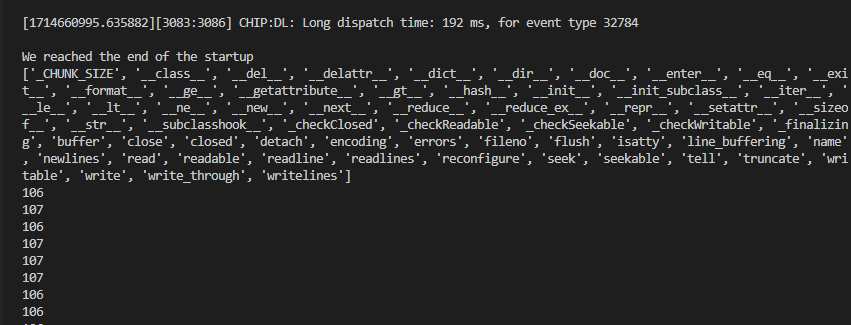 [1714660995.635882][3083:3086] CHIP:DL: Long dispatch time: 192 ms, for event type 32784
We reached the end of the startup
['_CHUNK_SIZE', '__class__', '__del__', '__delattr__', '__dict__', '__dir__', '__doc__', '__enter__', '__eq__', '__exi
t__', '__format__', '__ge__', '__getattribute__', '__gt__', '__hash__', '__init__', '__init_subclass__', '__iter__', '
__le__', '__lt__', '__ne__', '__new__', '__next__', '__reduce__', '__reduce_ex__', '__repr__', '__setattr__', '__sizeo
f__', '__str__', '__subclasshook__', '_checkClosed', '_checkReadable', '_checkSeekable', '_checkWritable', '_finalizin
g', 'buffer', 'close', 'closed', 'detach', 'encoding', 'errors', 'fileno', 'flush', 'isatty', 'line_buffering', 'name'
, 'newlines', 'read', 'readable', 'readline', 'readlines', 'reconfigure', 'seek', 'seekable', 'tell', 'truncate', 'wri
table', 'write', 'write_through', 'writelines']
106
107
106
107
107
107
106
106